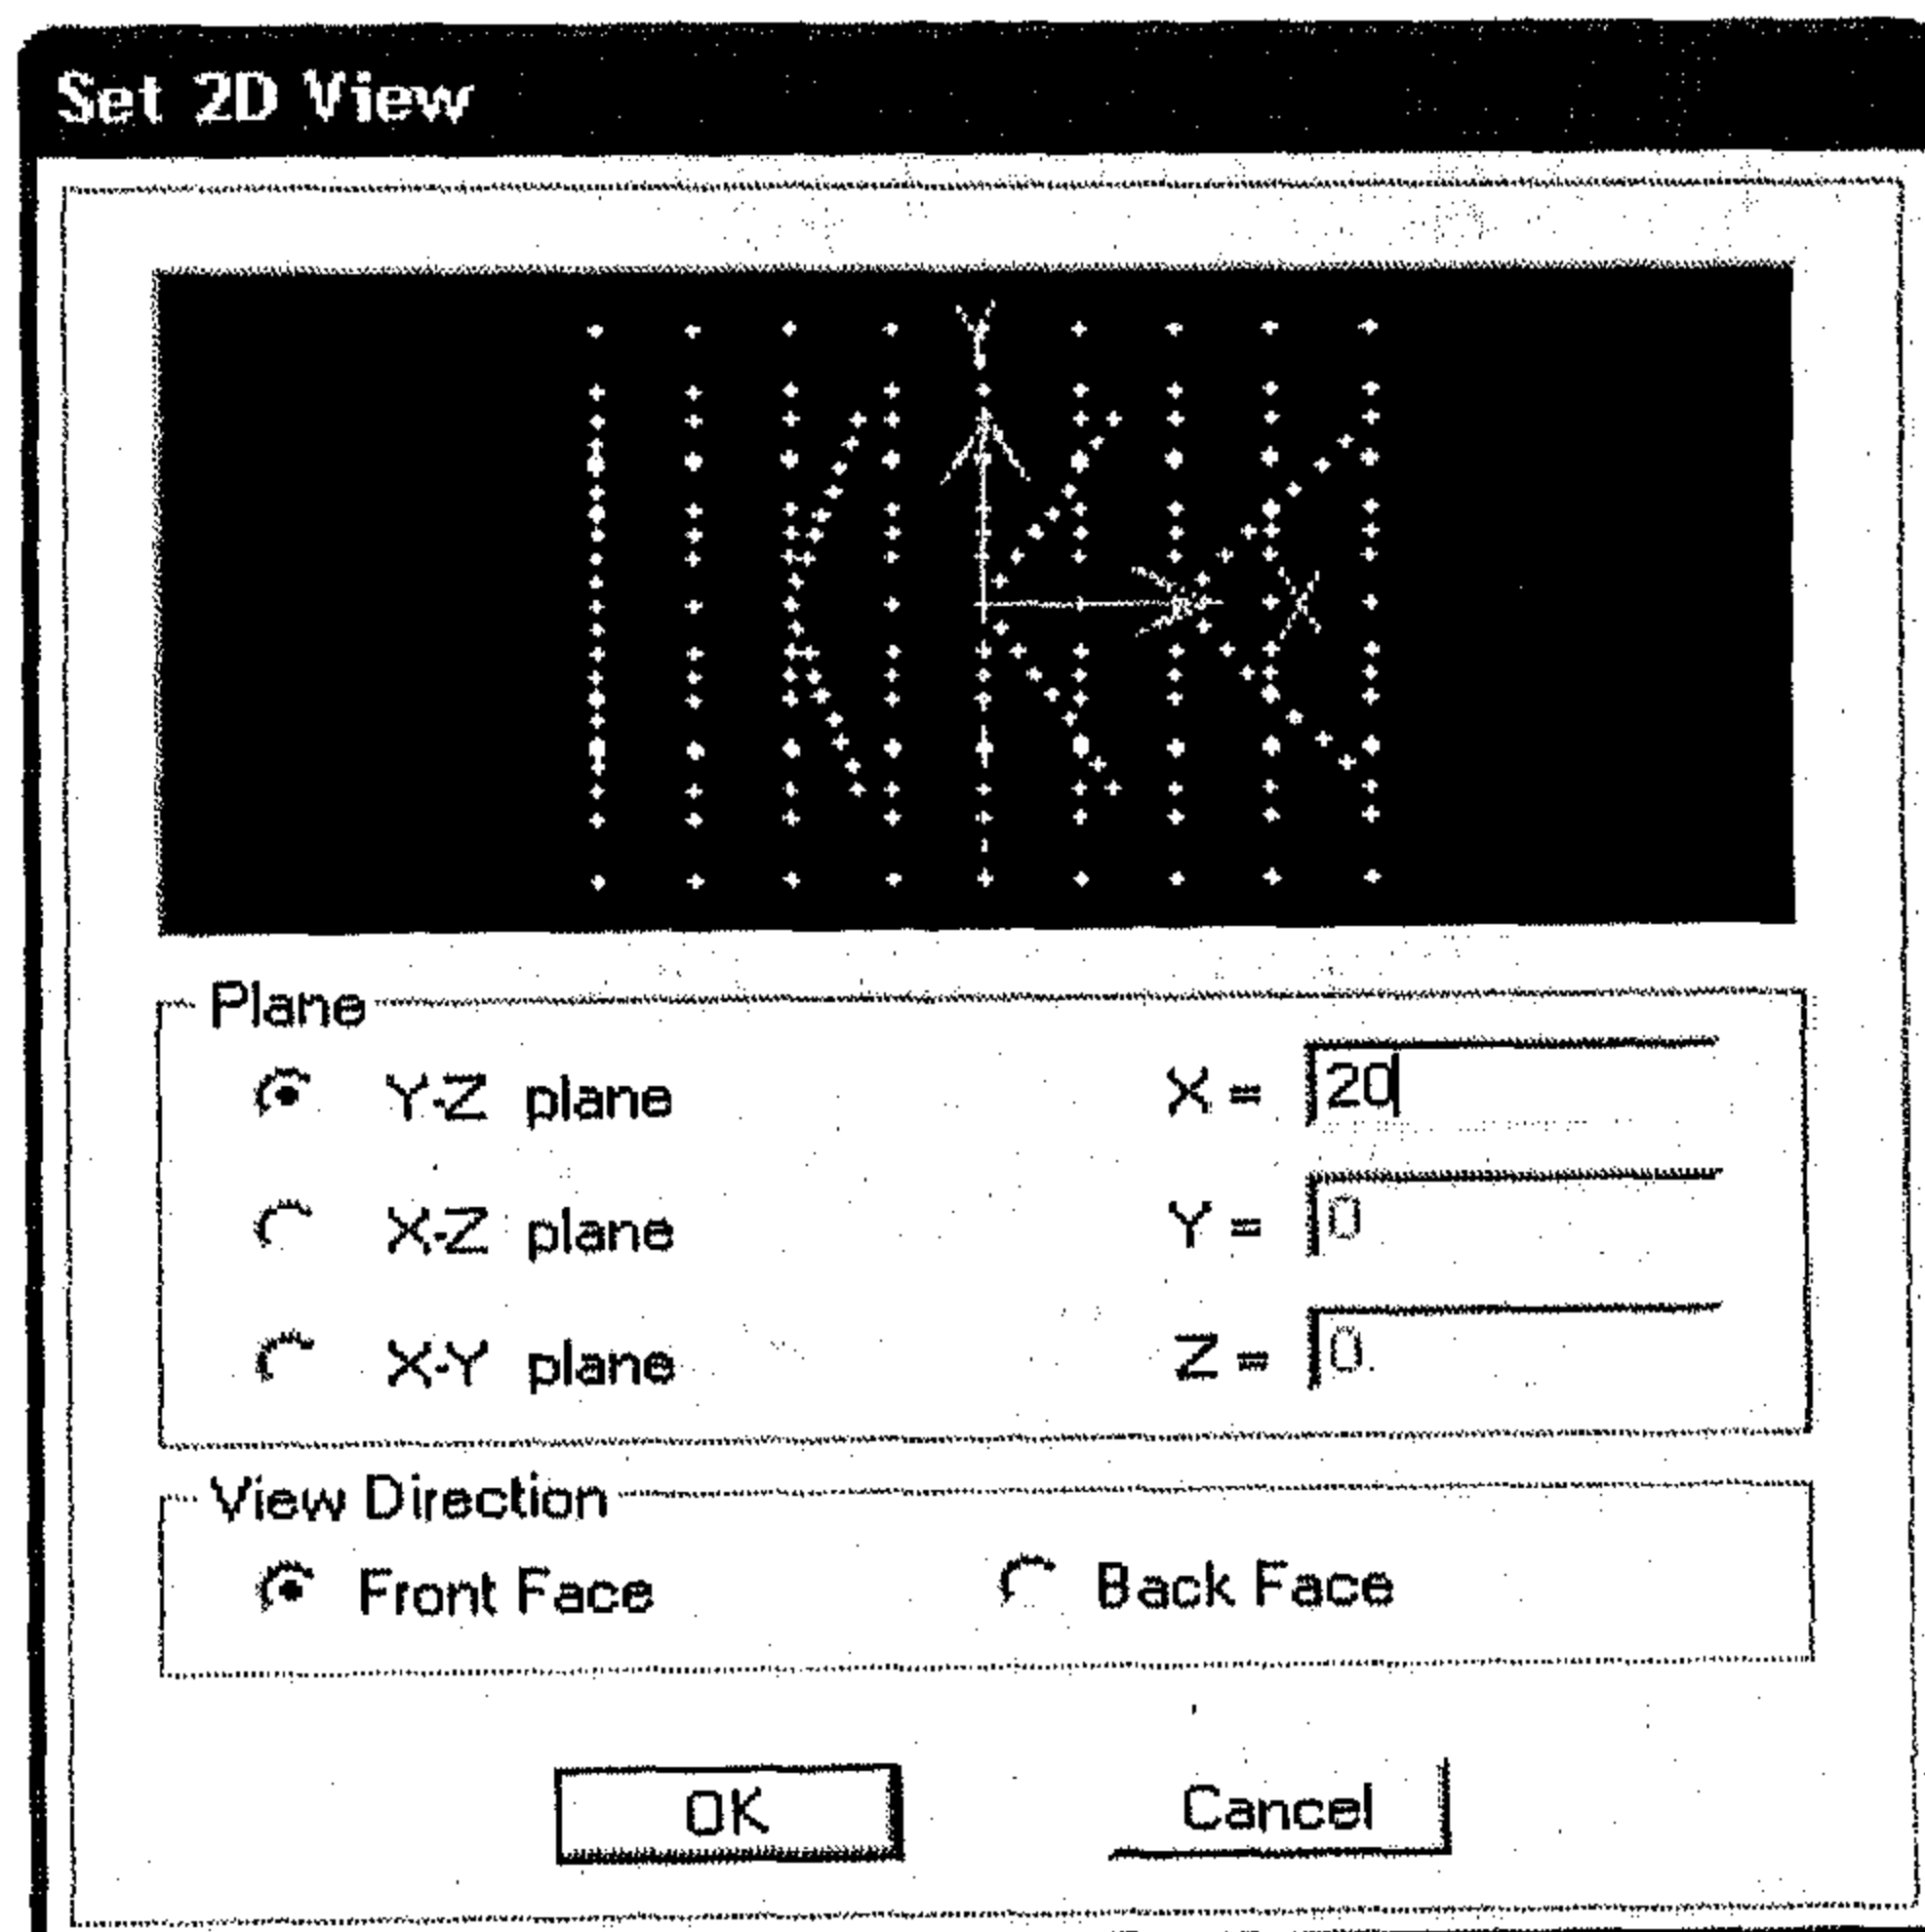 Set 2D View
Y
X
Plane
Y-Z plane X = 20
X-Z plane Y = 0
X-Y plane Z = 0.
View Direction
Front Face Back Face
OK Cancel